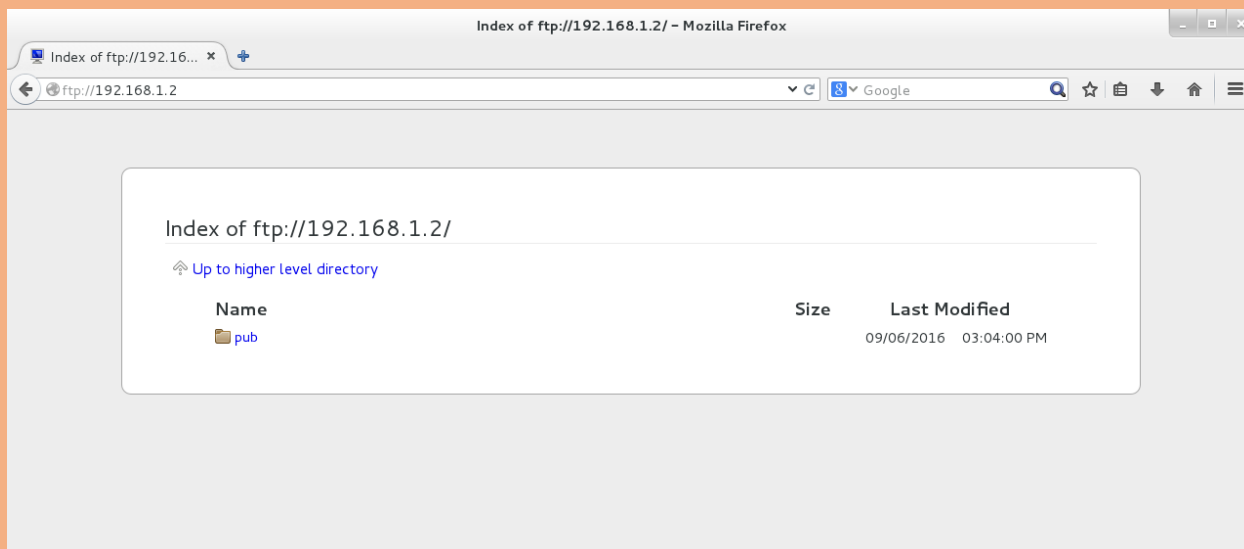 Index of ftp://192.168.1.2/ - Mozilla Firefox
Index of ftp://192.16...
ftp://192.168.1.2
Google
Index of ftp://192.168.1.2/
Up to higher level directory
Name Size Last Modified
pub 09/06/2016 03:04:00 PM